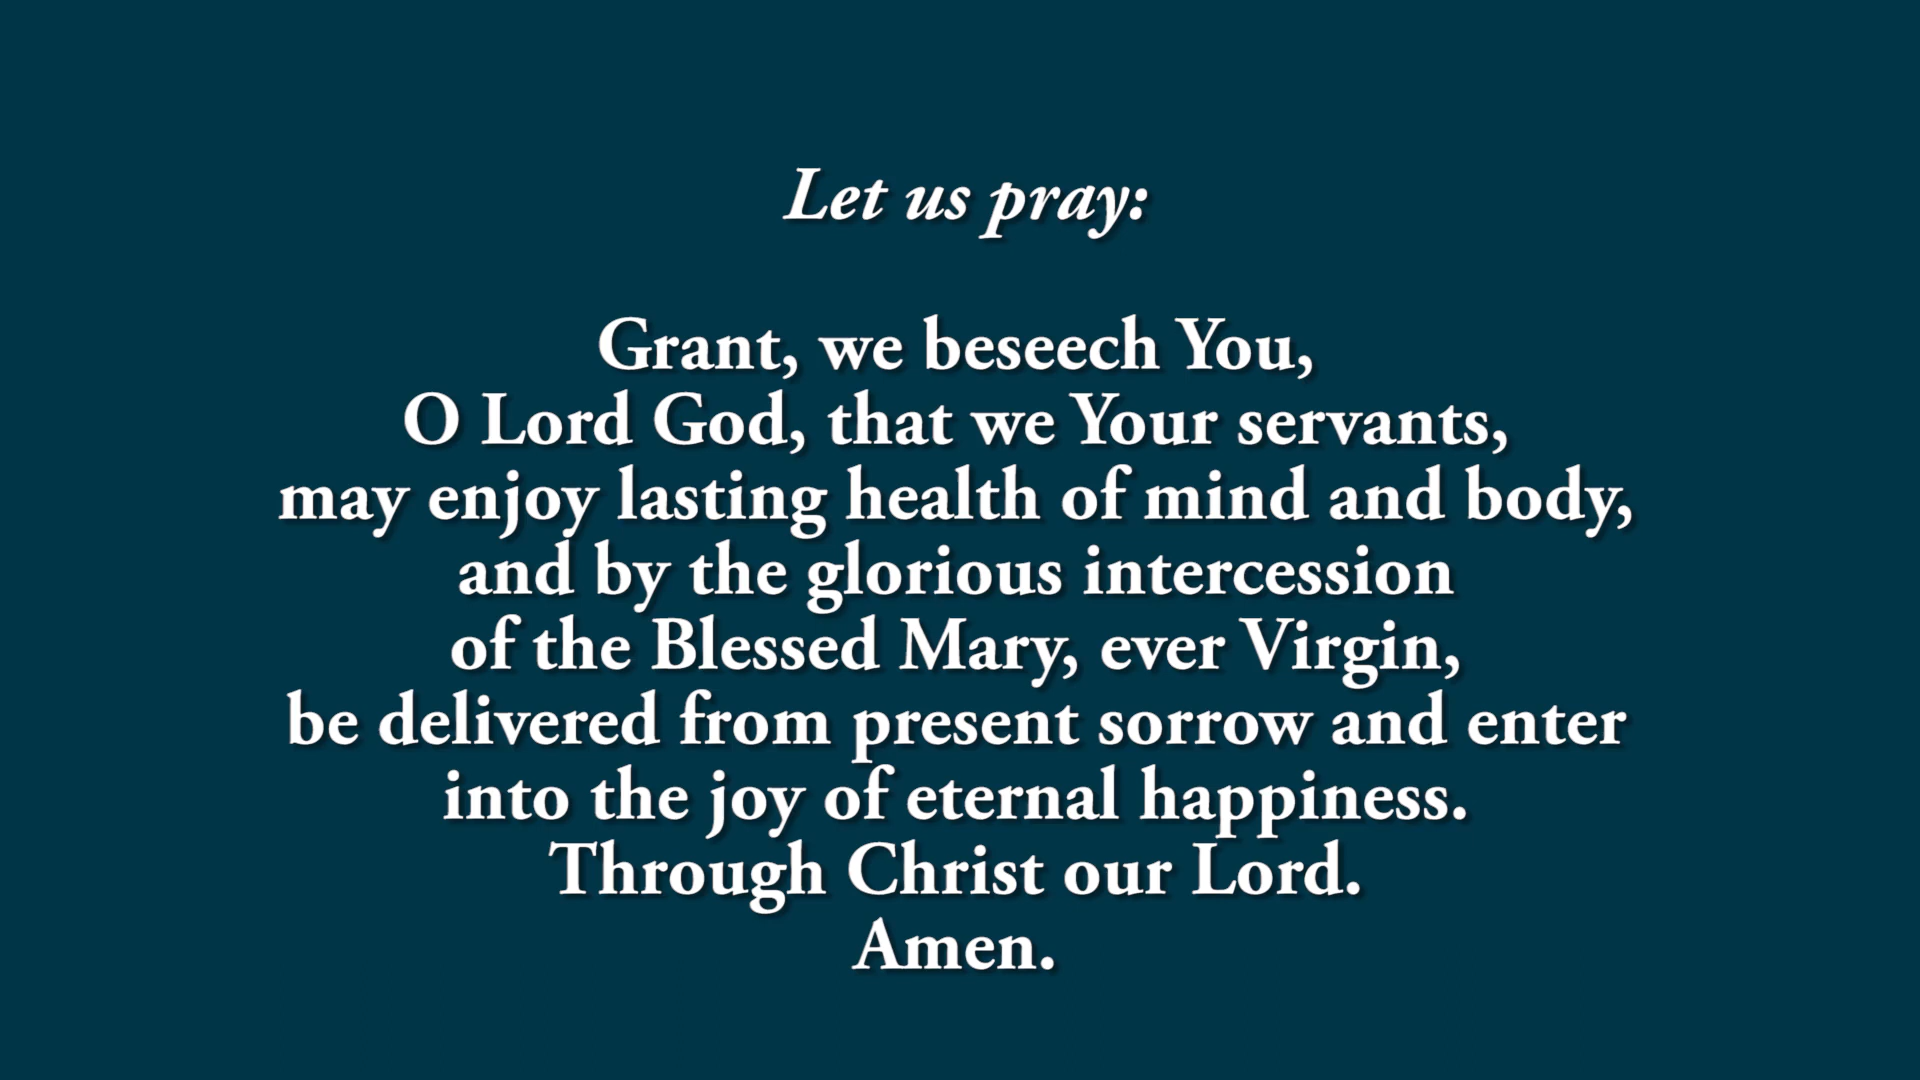 Let us pray:
Grant, we beseech You,
O Lord God, that we Your servants,
may enjoy lasting health of mind and body,
and by the glorious intercession
of the Blessed Mary, ever Virgin,
be delivered from present sorrow and enter
into the joy of eternal happiness.
Through Christ our Lord.
Amen.